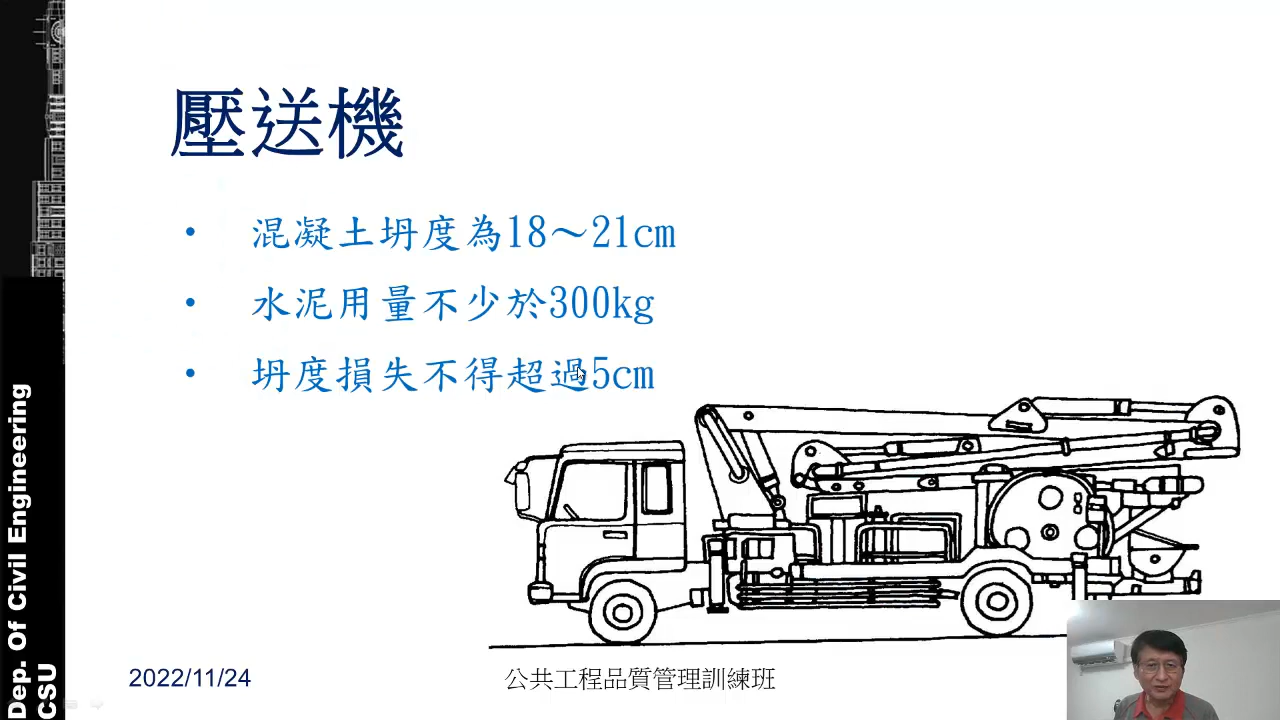 壓送機
• 混凝土坍度為18～21cm
• 水泥用量不少於300kg
• 坍度損失不得超過5cm
2022/11/24
公共工程品質管理訓練班
Dep. Of Civil Engineering
CSU